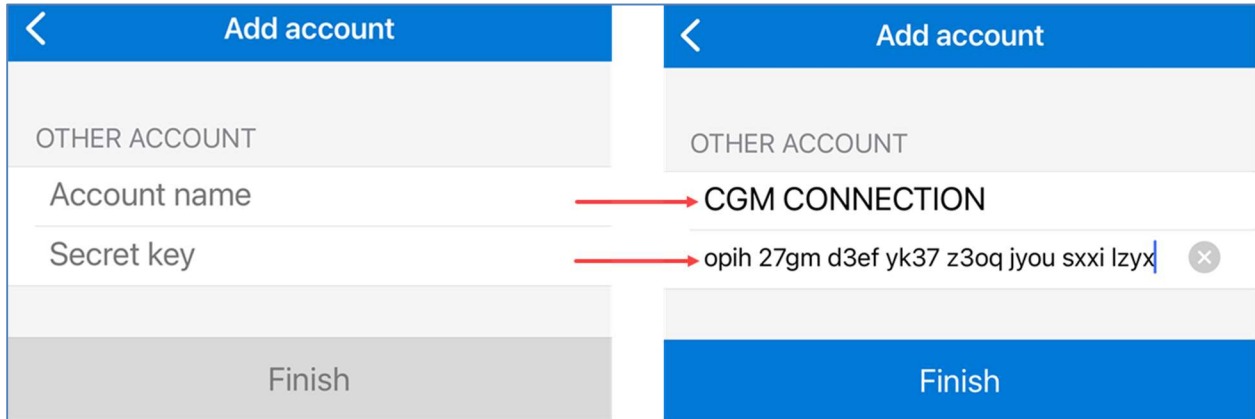 Add account
OTHER ACCOUNT
Account name
Secret key
Finish
Add account
OTHER ACCOUNT
CGM CONNECTION
opih 27gm d3ef yk37 z3oq jyou sxxi lzyx
Finish